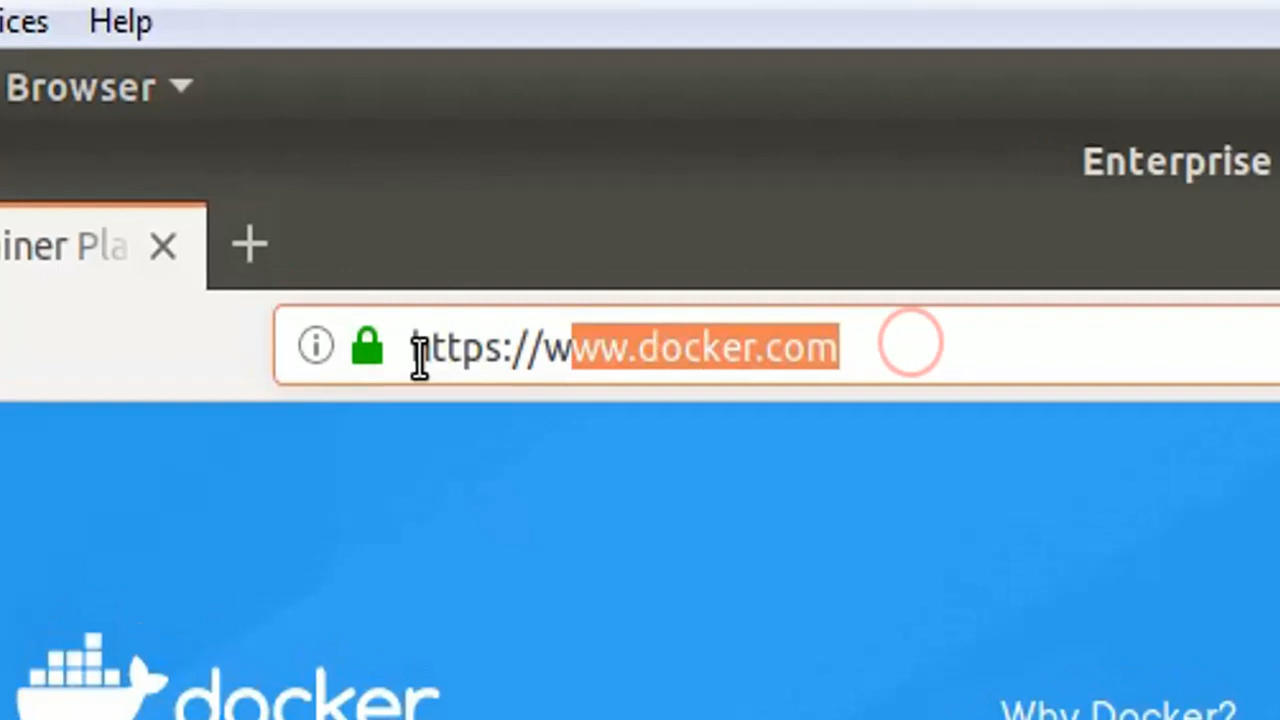 ices Help
Browser
Enterprise
iner Pla
https://www.docker.com
docker
Why Docker?